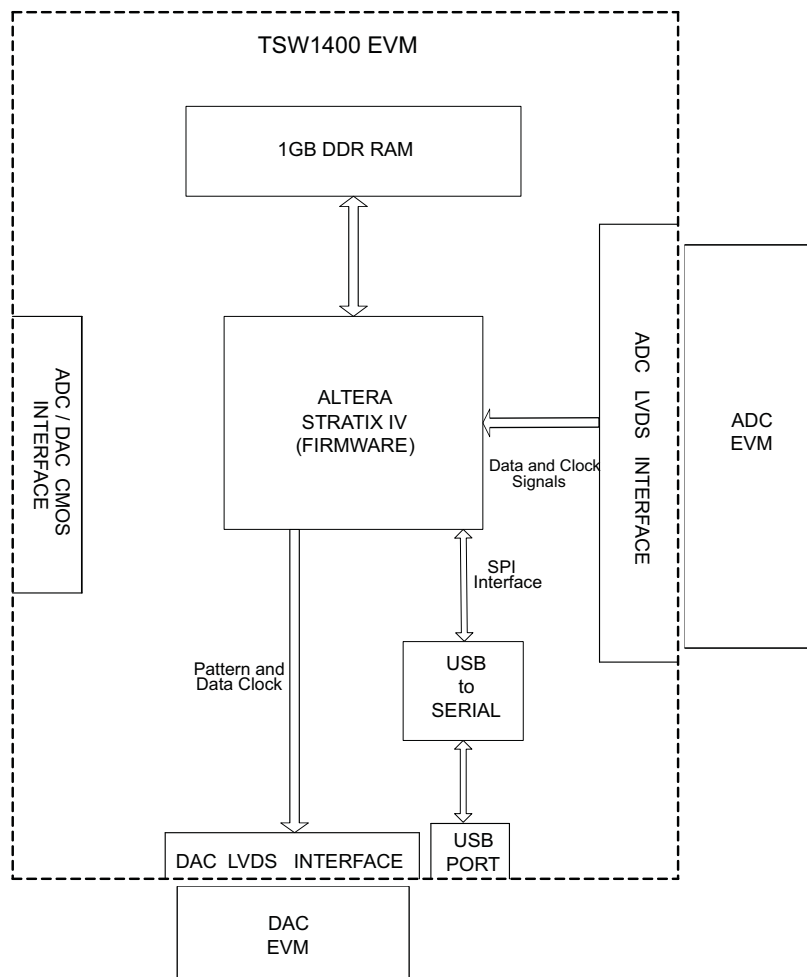 TSW1400 EVM
1GB DDR RAM
ADC / DAC CMOS
INTERFACE
ALTERA
STRATIX IV
(FIRMWARE)
Data and Clock
Signals
ADC LVDS INTERFACE
ADC
EVM
SPI
Interface
Pattern and
Data Clock
USB
to
SERIAL
DAC LVDS INTERFACE
USB
PORT
DAC
EVM